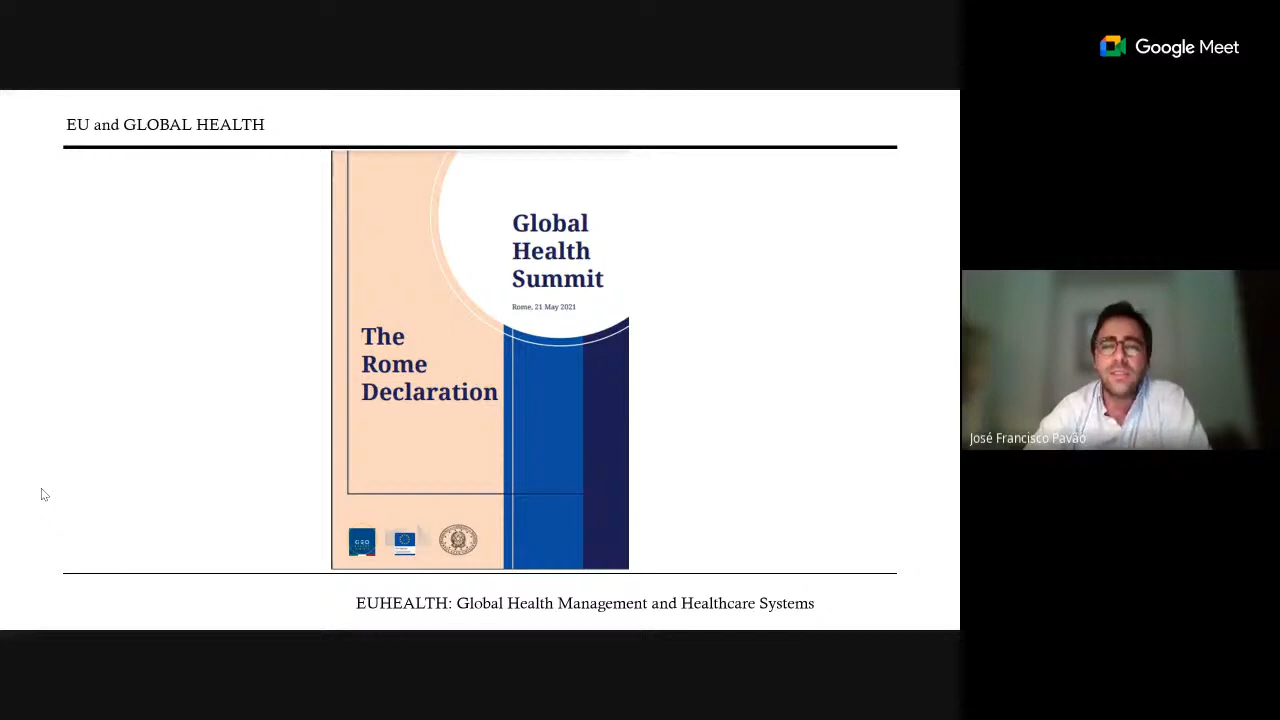 Google Meet
EU and GLOBAL HEALTH
Global
Health
Summit
Rome, 21 May 2021
The
Rome
Declaration
EUHEALTH: Global Health Management and Healthcare Systems
José Francisco Pavão